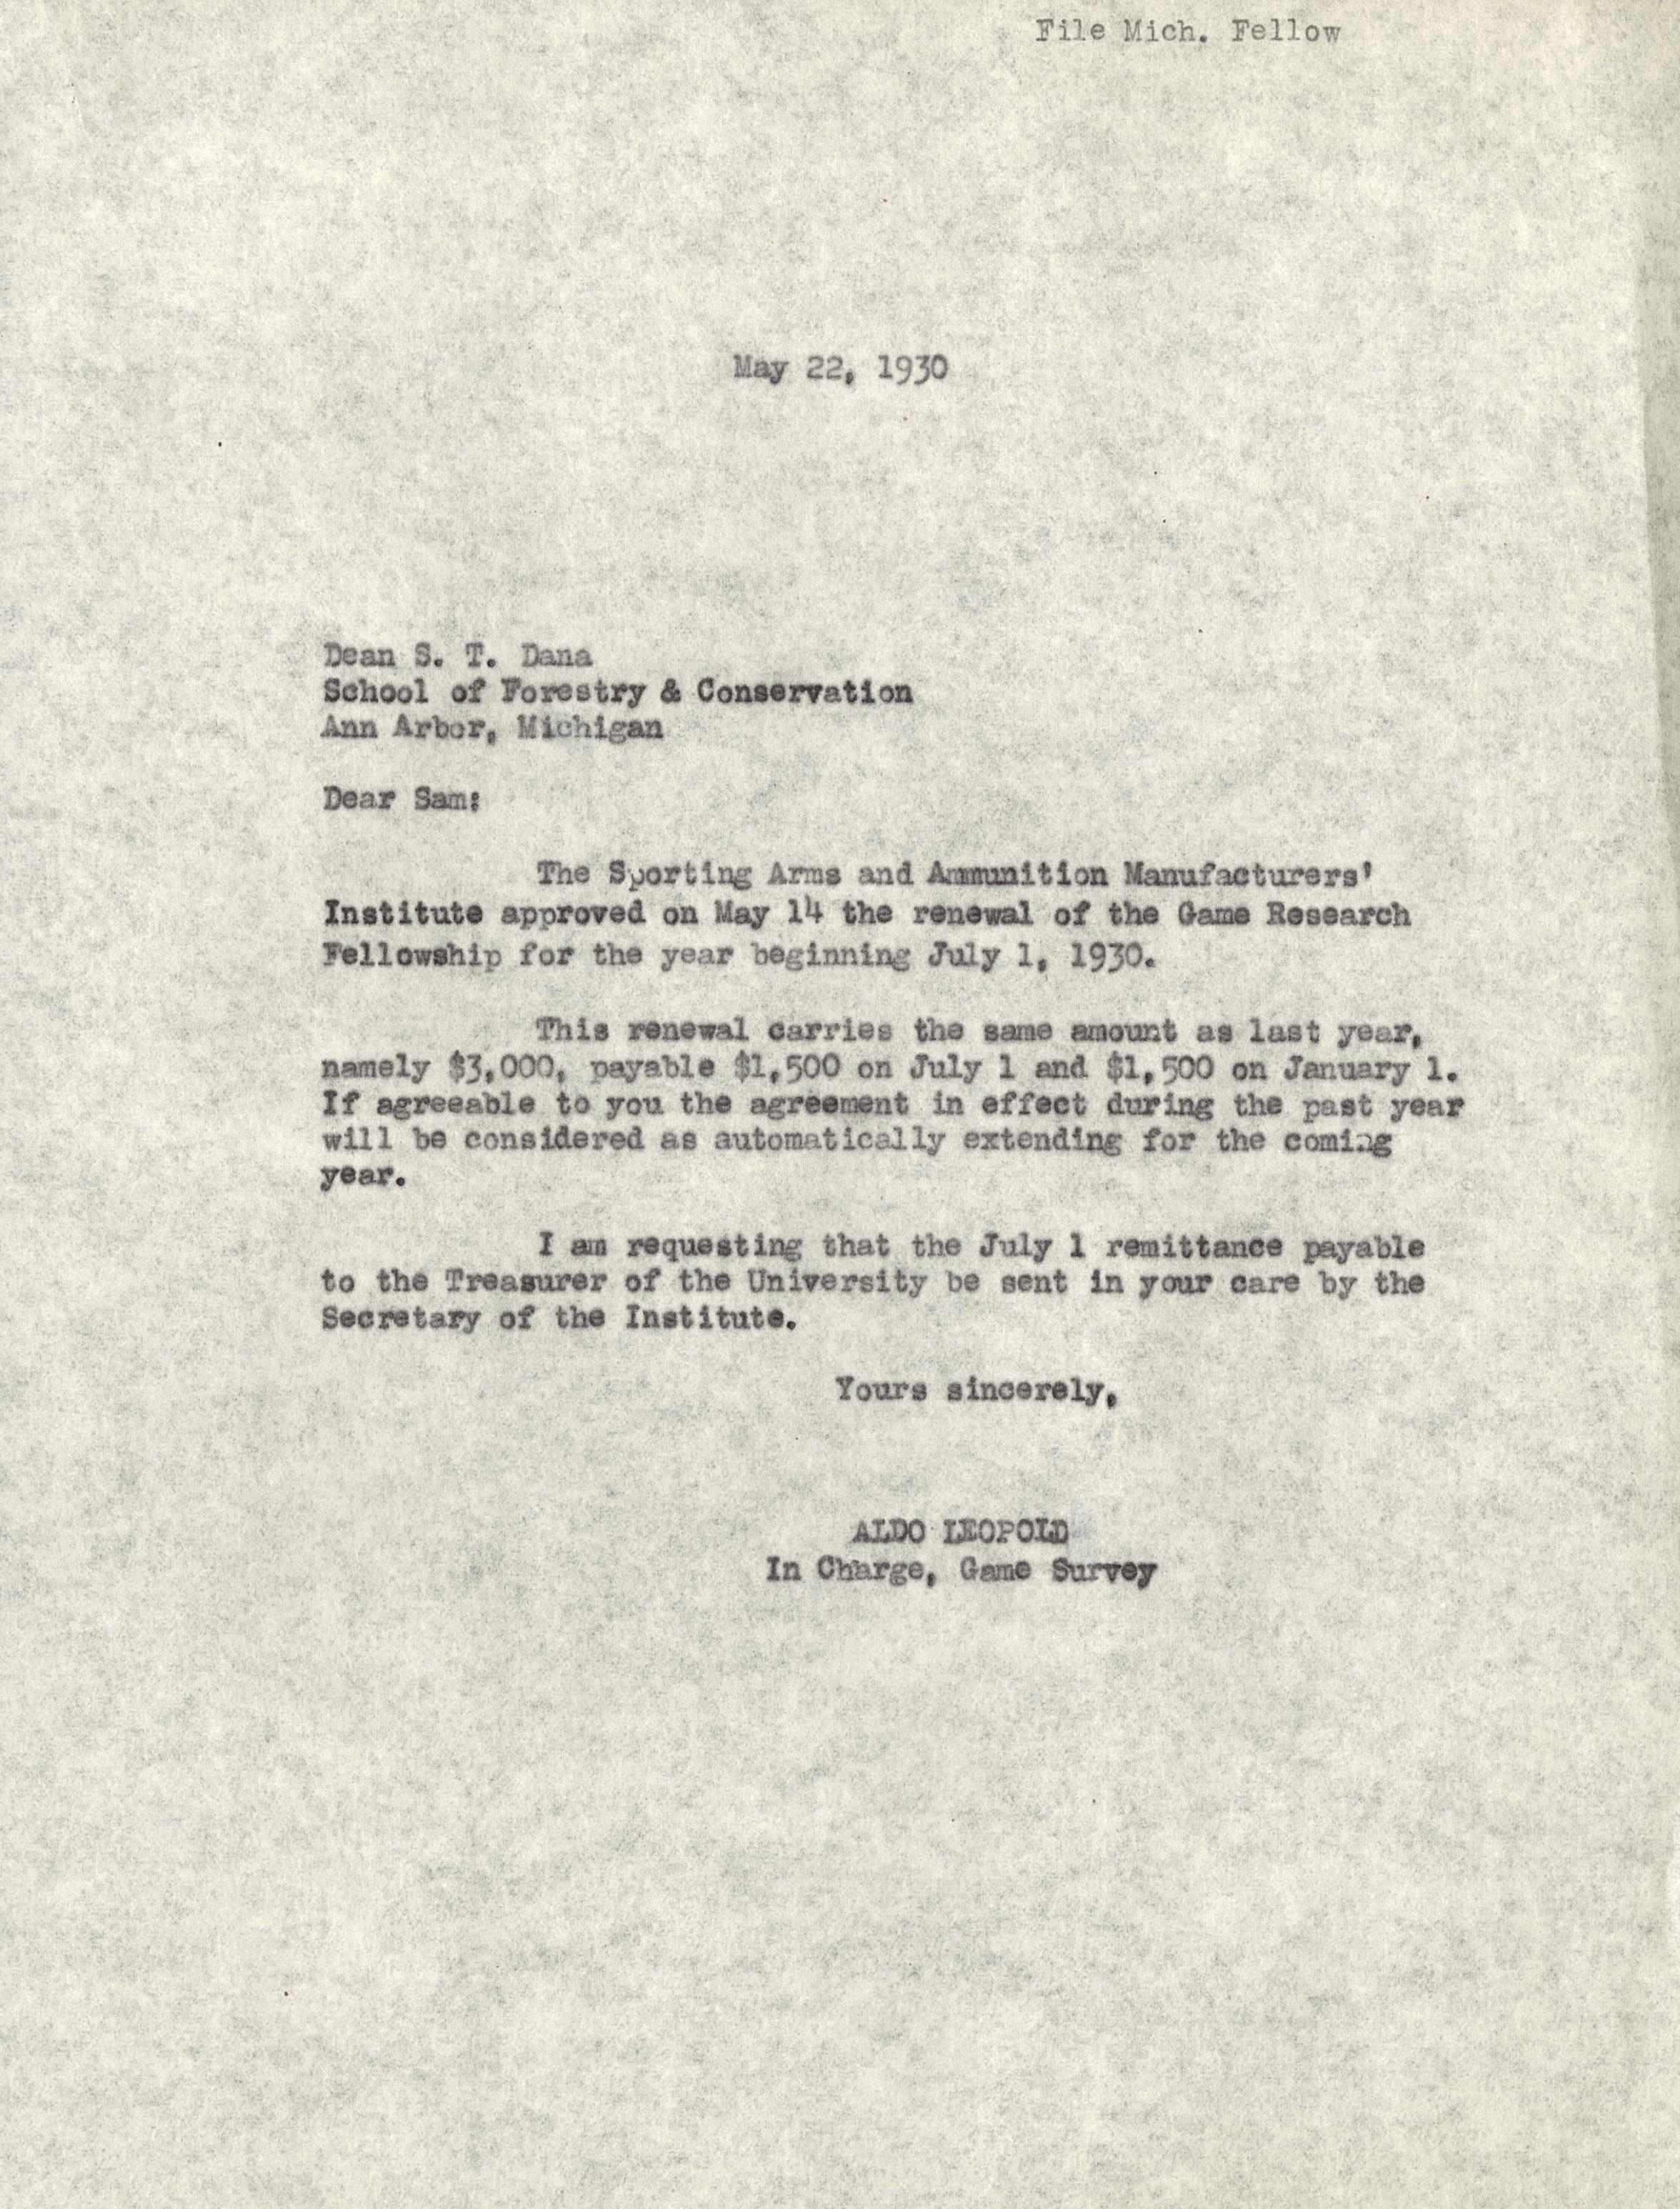 File Mich. Fellow
May 22, 1930
Dean S. T. Dana
School of Forestry & Conservation
Ann Arbor, Michigan
Dear Sam:
The Sporting Arms and Ammunition Manufacturers'
Institute approved on May 14 the renewal of the Game Research
Fellowship for the year beginning July 1, 1930.
This renewal carries the same amount as last year,
namely $3,000, payable $1,500 on July 1 and $1,500 on January 1.
If agreeable to you the agreement in effect during the past year
will be considered as automatically extending for the coming
year.
I am requesting that the July 1 remittance payable
to the Treasurer of the University be sent in your care by the
Secretary of the Institute.
Yours sincerely,
ALDO LEOPOLD
In Charge, Game Survey